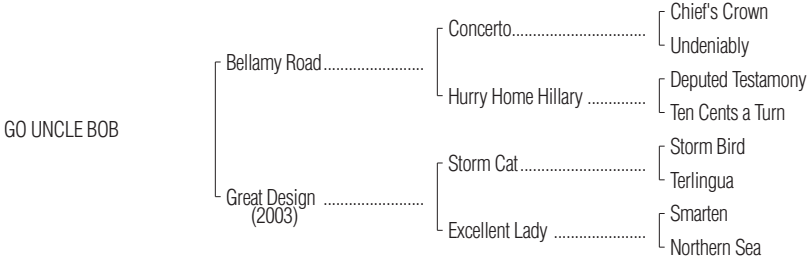 Chief's Crown
Concerto..............................
Undeniably
Bellamy Road......................
Deputed Testamony
Hurry Home Hillary .............
Ten Cents a Turn
GO UNCLE BOB
Storm Bird
Storm Cat............................
Terlingua
Great Design ......................
(2003)
Smarten
Excellent Lady ....................
Northern Sea